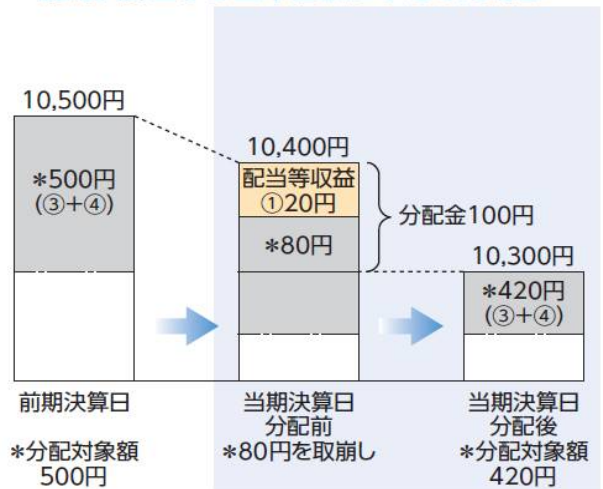 10,500円
*500円
(③+④)
10,400円
配当等収益
①20円
*80円
分配金100円
10,300円
*420円
(③+④)
前期決算日
*分配対象額
500円
当期決算日
分配前
*80円を取崩し
当期決算日
分配後
*分配対象額
420円